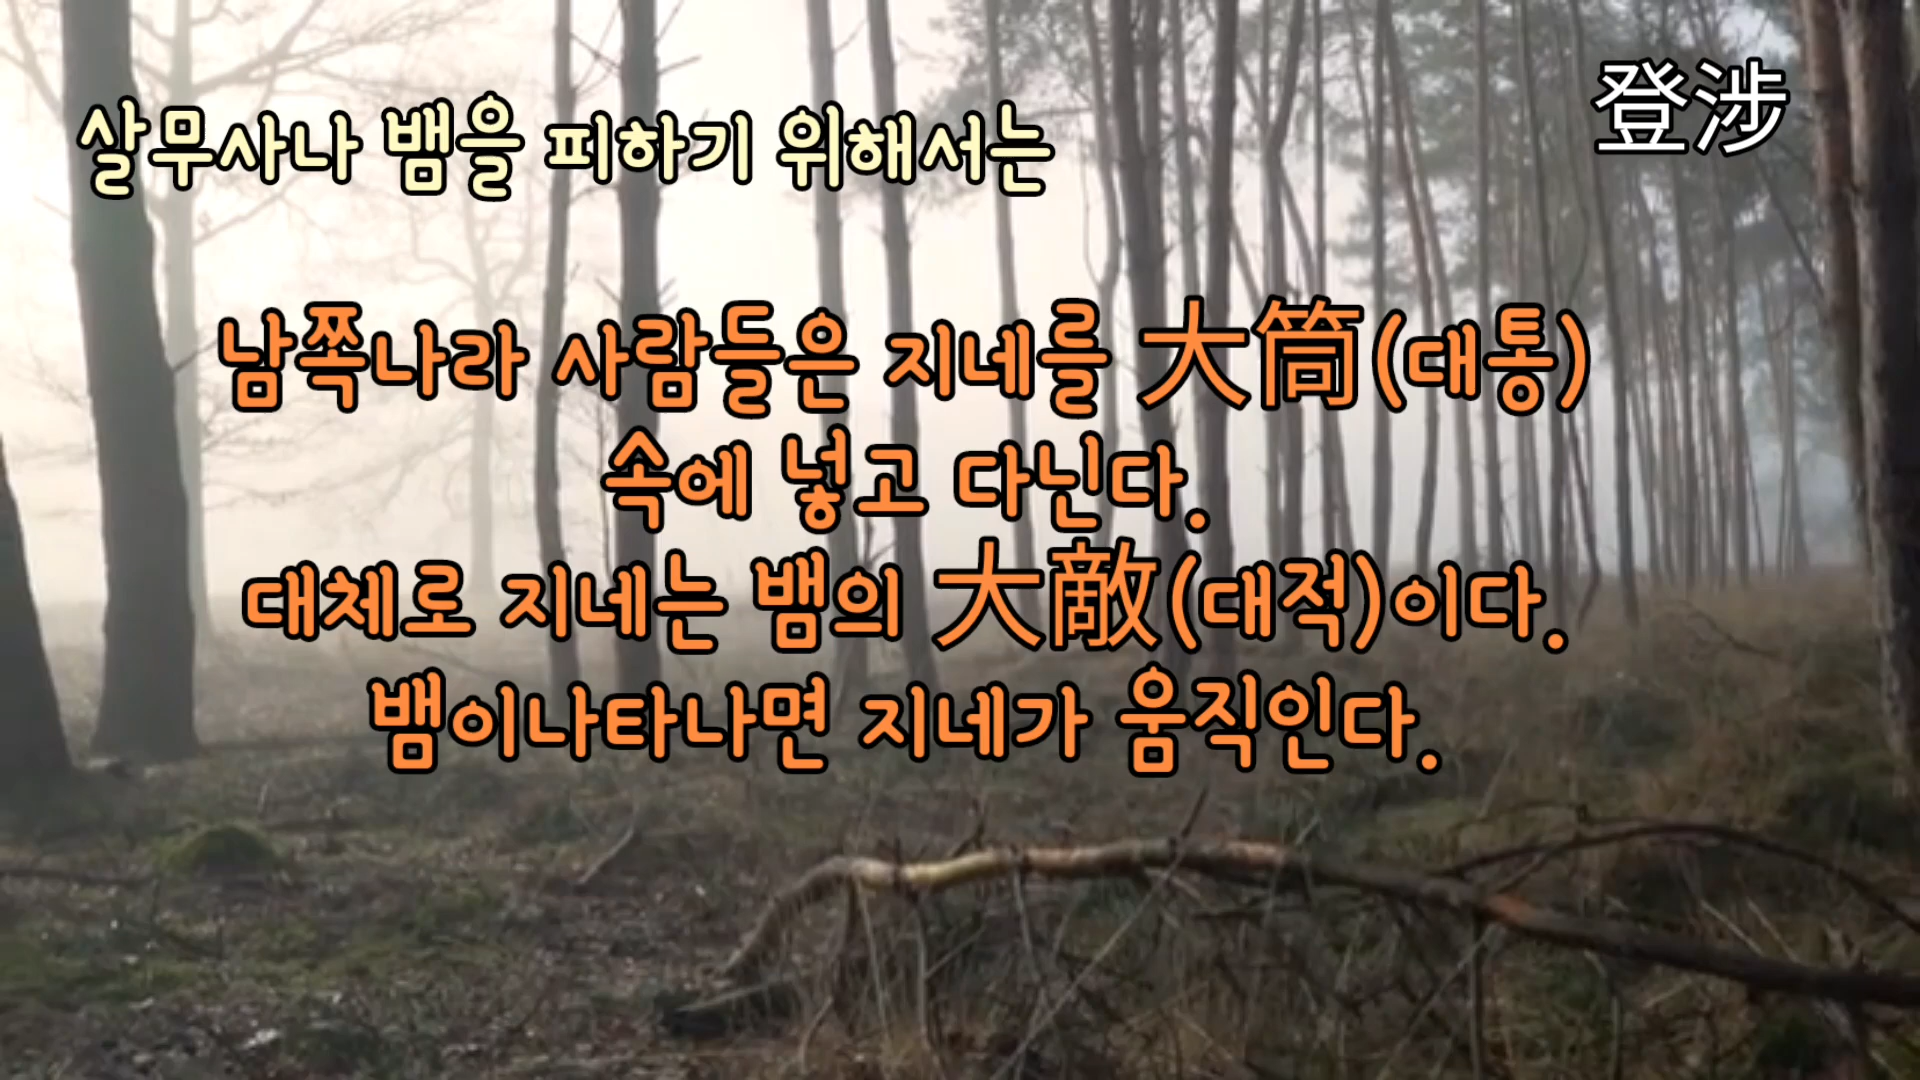 登涉
살무사나 뱀을 피하기 위해서는
남쪽나라 사람들은 지네를 大筒(대통)
속에 넣고 다닌다.
대체로 지네는 뱀의 大敵(대적)이다.
뱀이나타나면 지네가 움직인다.